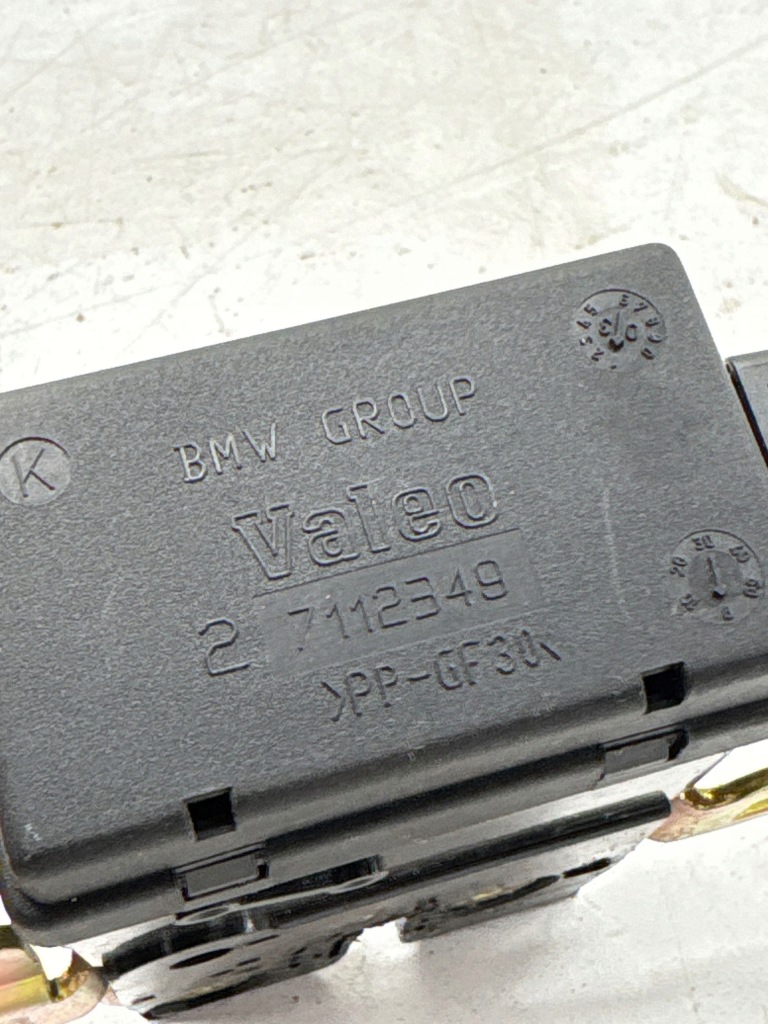 K
BMW GROUP
Valeo
2 7112349
>PP-GF30<